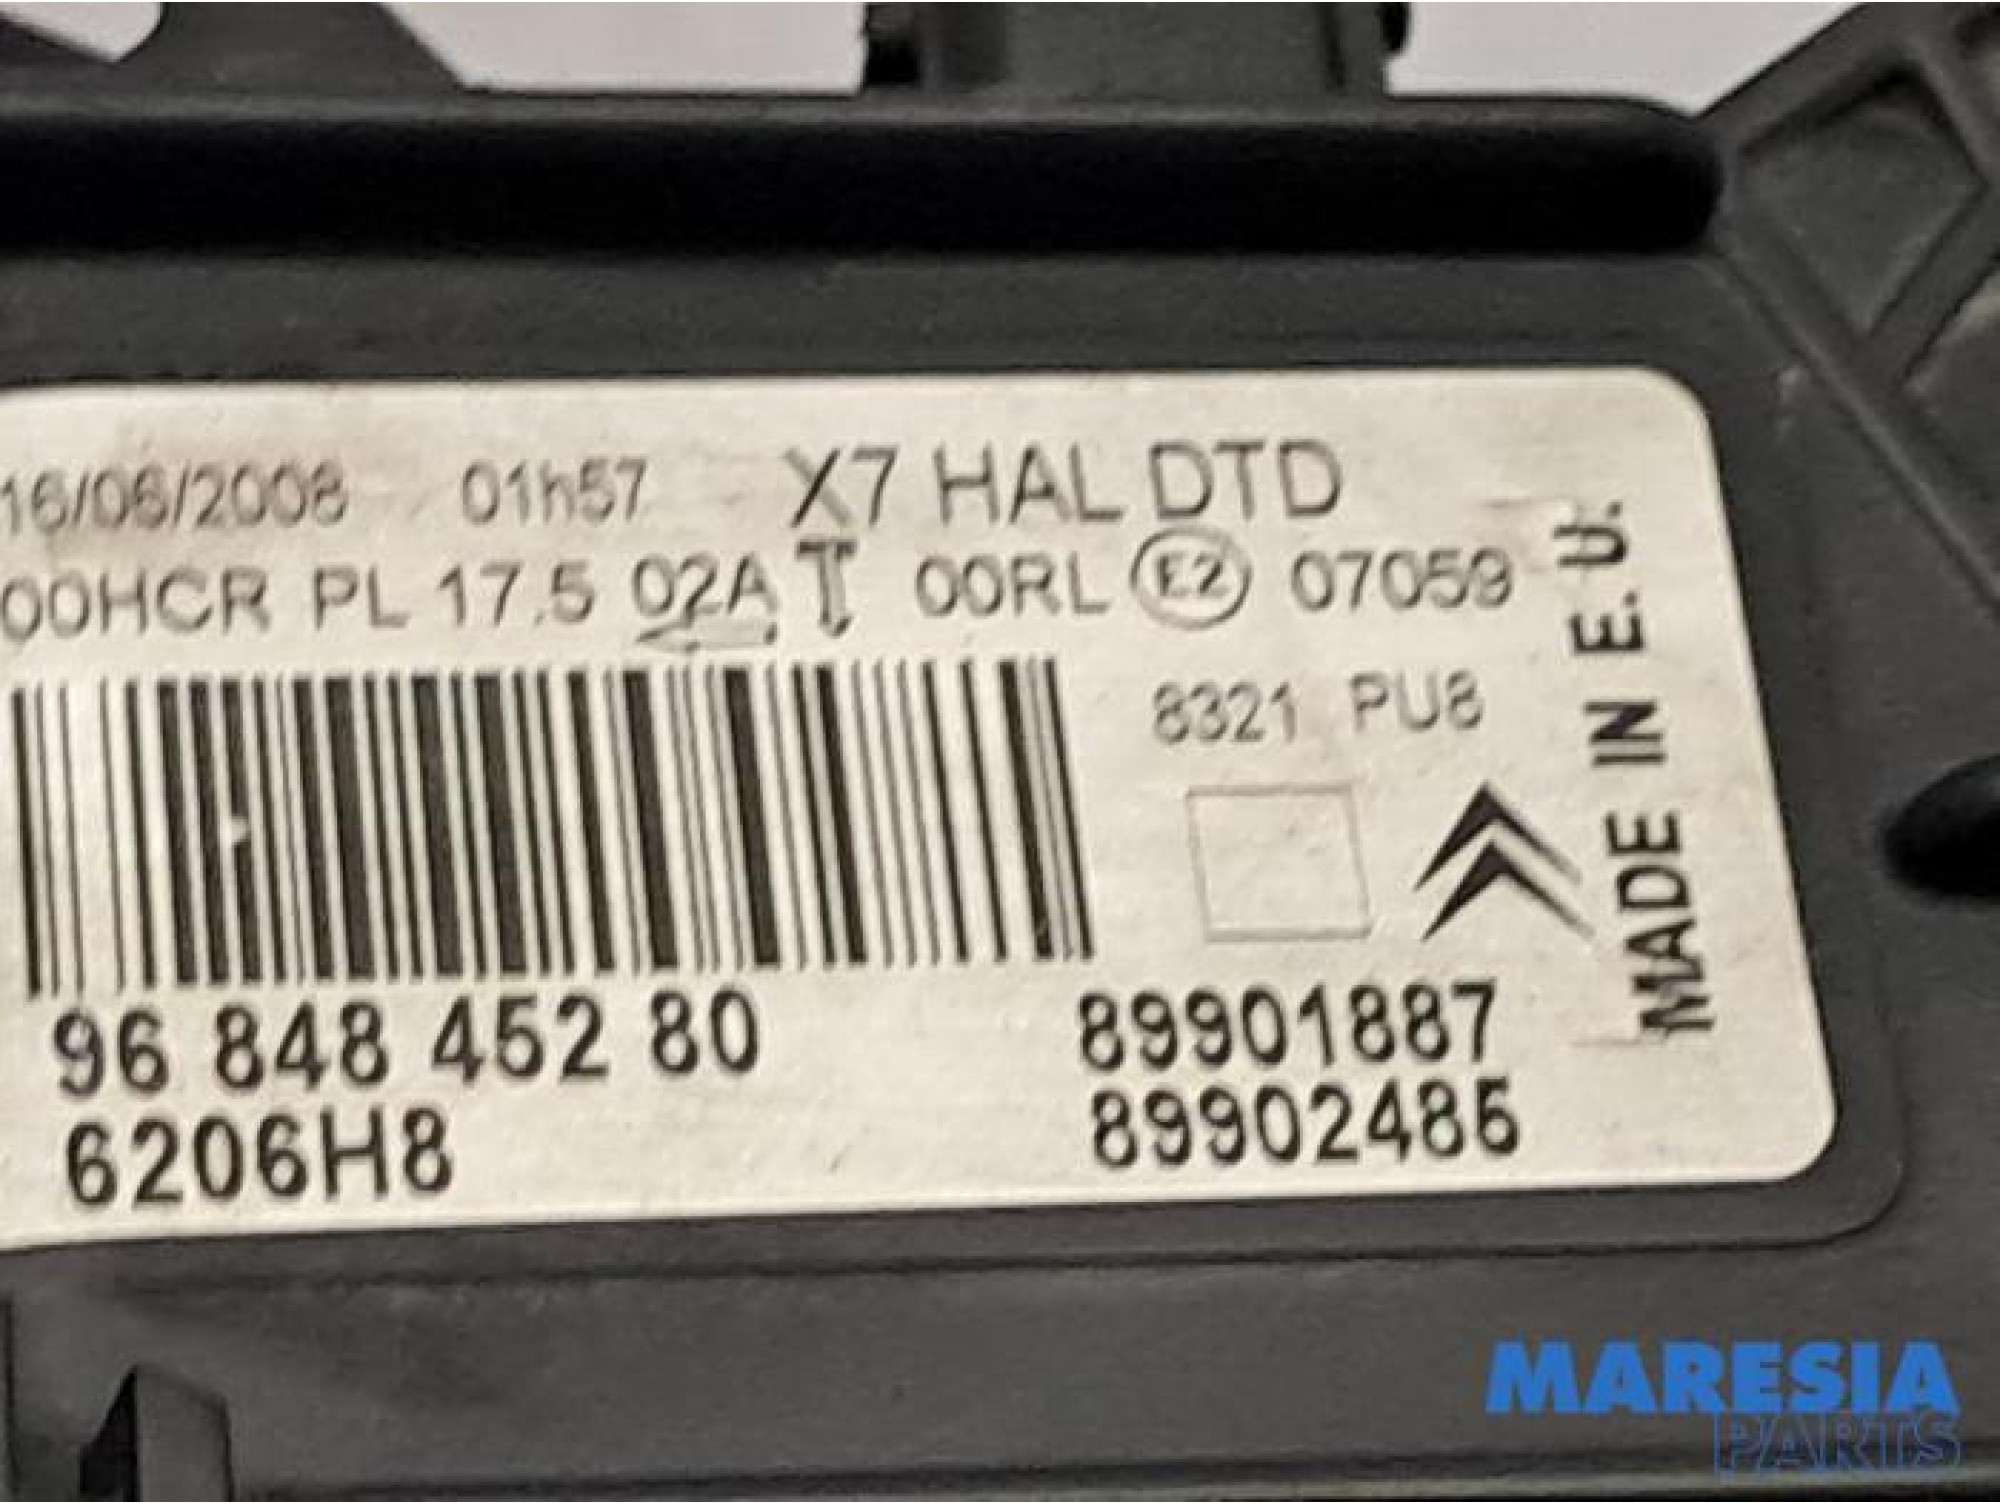 16/06/2008 01h57 X7 HAL DTD
00HCR PL 17.5 02A 00RL E2 07059
8321 PU8
MADE IN E.U.
96 848 452 80
89901887
6206H8
89902486
MARESIA
PARTS